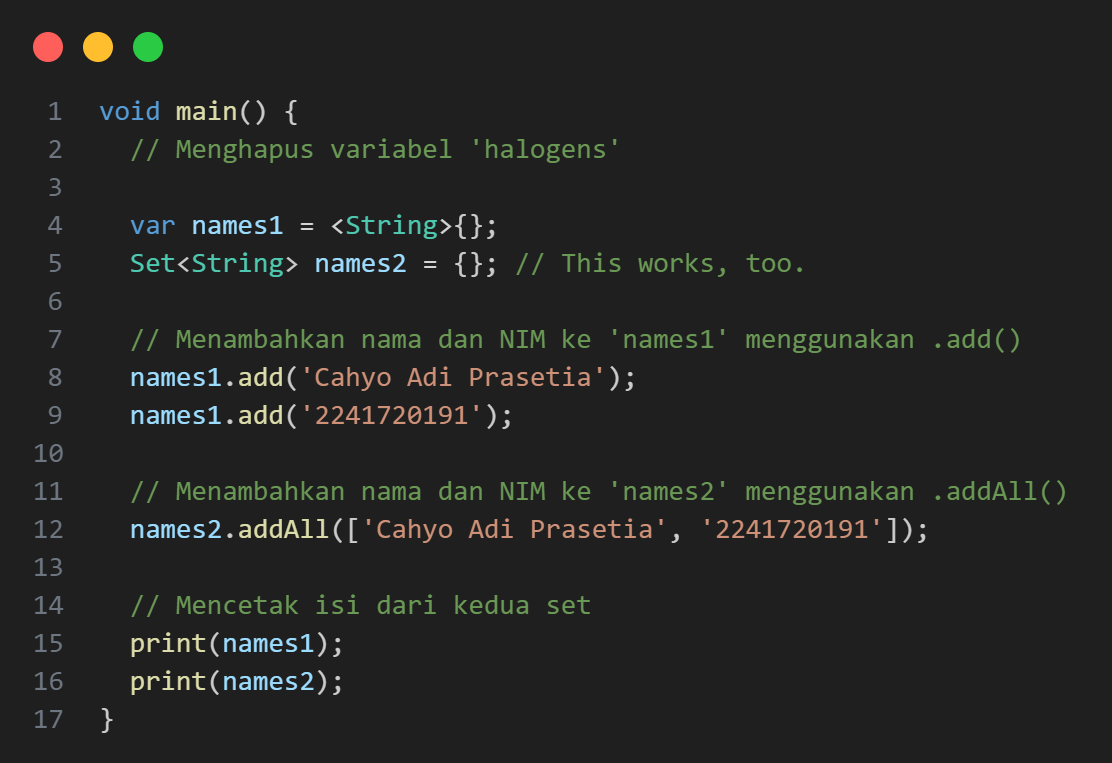 1 void main() {
2   // Menghapus variabel 'halogens'
3
4   var names1 = <String>{};
5   Set<String> names2 = {}; // This works, too.
6
7   // Menambahkan nama dan NIM ke 'names1' menggunakan .add()
8   names1.add('Cahyo Adi Prasetia');
9   names1.add('2241720191');
10
11   // Menambahkan nama dan NIM ke 'names2' menggunakan .addAll()
12   names2.addAll(['Cahyo Adi Prasetia', '2241720191']);
13
14   // Mencetak isi dari kedua set
15   print(names1);
16   print(names2);
17 }